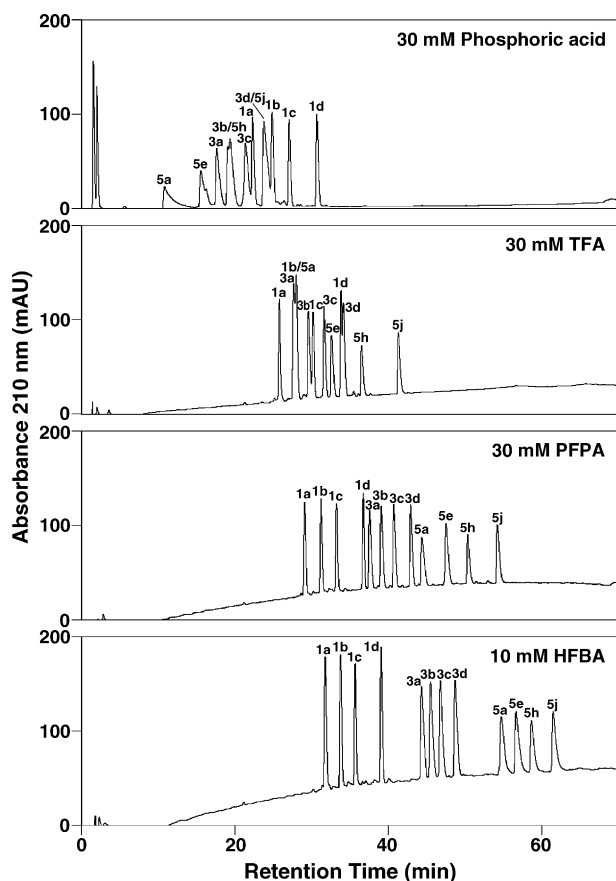 30 mM Phosphoric acid
200
100
0
5a
5e
3a
3b/5h
3c
1a
3d/5j
1b
1c
1d
30 mM TFA
200
100
0
1a
3a
1b/5a
3b
1c
3c
5e
1d
3d
5h
5j
30 mM PFPA
200
100
0
1a
1b
1c
1d
3a
3b
3c
3d
5a
5e
5h
5j
10 mM HFBA
200
100
0
1a
1b
1c
1d
3a
3b
3c
3d
5a
5e
5h
5j
0
20
40
60
Absorbance 210 nm (mAU)
Retention Time (min)